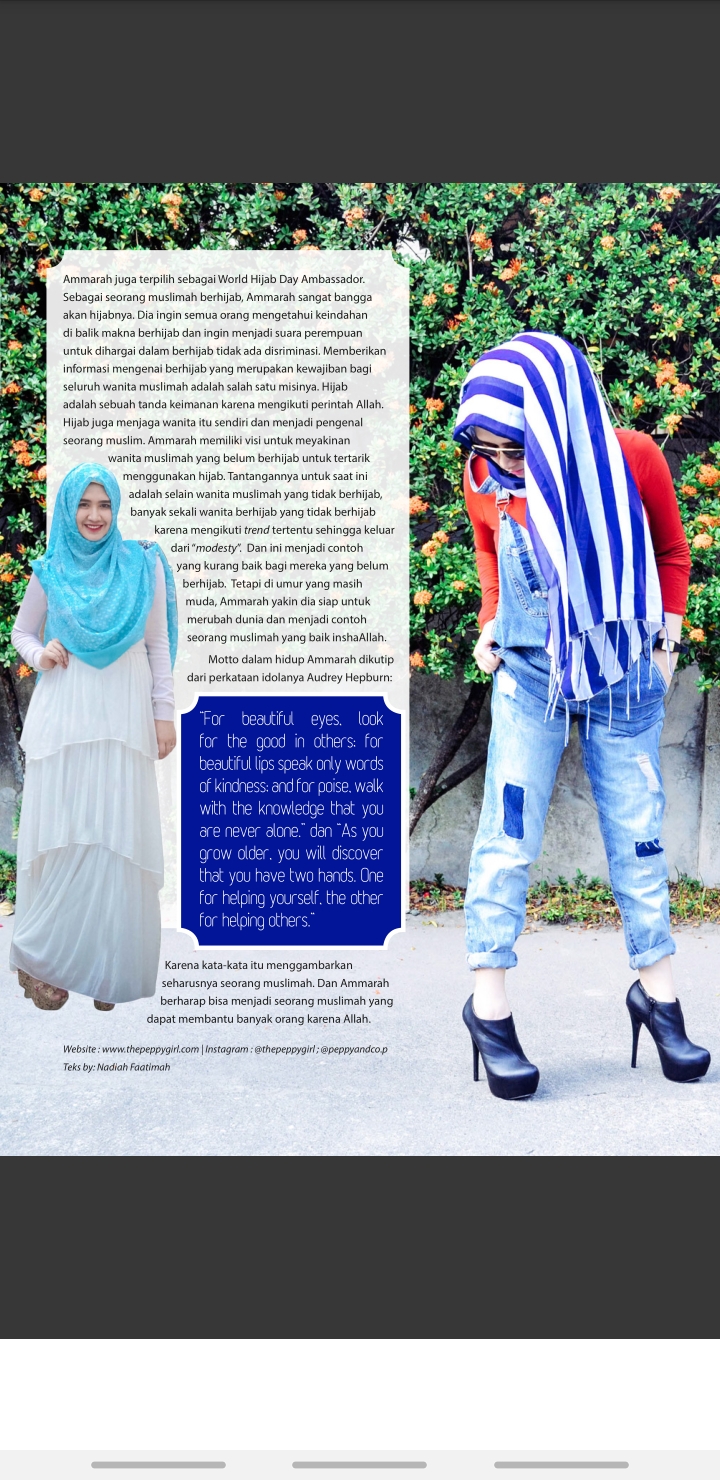 Ammarah juga terpilih sebagai World Hijab Day Ambassador.
Sebagai seorang muslimah berhijab, Ammarah sangat bangga
akan hijabnya. Dia ingin semua orang mengetahui keindahan
di balik makna berhijab dan ingin menjadi suara perempuan
untuk dihargai dalam berhijab tidak ada disriminasi. Memberikan
informasi mengenai berhijab yang merupakan kewajiban bagi
seluruh wanita muslimah adalah salah satu misinya. Hijab
adalah sebuah tanda keimanan karena mengikuti perintah Allah.
Hijab juga menjaga wanita itu sendiri dan menjadi pengenal
seorang muslim. Ammarah memiliki visi untuk meyakinan
wanita muslimah yang belum berhijab untuk tertarik
menggunakan hijab. Tantangannya untuk saat ini
adalah selain wanita muslimah yang tidak berhijab,
banyak sekali wanita berhijab yang tidak berhijab
karena mengikuti trend tertentu sehingga keluar
dari “modesty”. Dan ini menjadi contoh
yang kurang baik bagi mereka yang belum
berhijab. Tetapi di umur yang masih
muda, Ammarah yakin dia siap untuk
merubah dunia dan menjadi contoh
seorang muslimah yang baik inshaAllah.
Motto dalam hidup Ammarah dikutip
dari perkataan idolanya Audrey Hepburn:
“For beautiful eyes, look
for the good in others; for
beautiful lips speak only words
of kindness; and for poise, walk
with the knowledge that you
are never alone.” dan “As you
grow older, you will discover
that you have two hands. One
for helping yourself, the other
for helping others.”
Karena kata-kata itu menggambarkan
seharusnya seorang muslimah. Dan Ammarah
berharap bisa menjadi seorang muslimah yang
dapat membantu banyak orang karena Allah.
Website : www.thepeppygirl.com | Instagram : @thepeppygirl ; @peppyandco.p
Teks by: Nadiah Faatimah